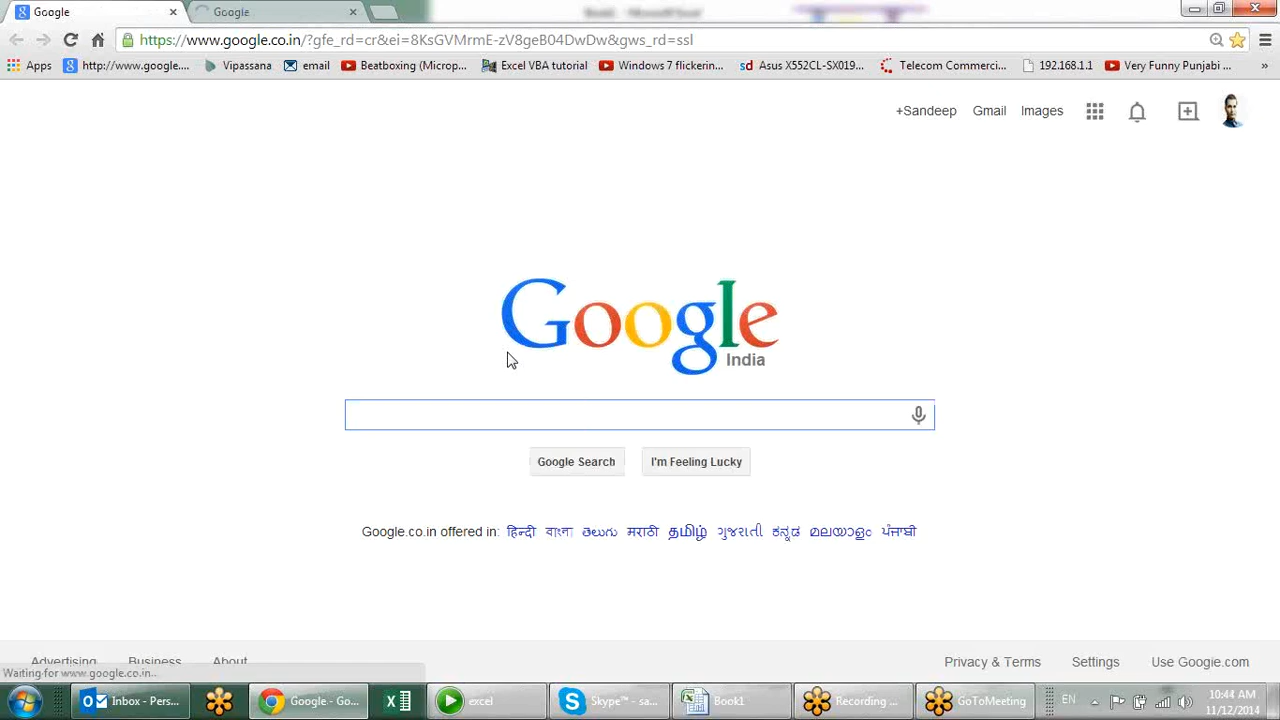 Google Google
https://www.google.co.in/?gfe_rd=cr&ei=8KsGVMrmE-zV8geB04DwDw&gws_rd=ssl
Apps http://www.google.... Vipassana email Beatboxing (Microp... Excel VBA tutorial Windows 7 flickerin... sd Asus X552CL-SX019... Telecom Commerci... 192.168.1.1 Very Funny Punjabi ... »
+Sandeep Gmail Images
Google
India
Google Search I'm Feeling Lucky
Google.co.in offered in: हिन्दी বাংলা తెలుగు मराठी தமிழ் ગુજરાતી ಕನ್ನಡ മലയാളം ਪੰਜਾਬੀ
Advertising Business About Privacy & Terms Settings Use Google.com
Waiting for www.google.co.in...
Inbox - Pers... Google - Go... excel Skype™ - sa... Book1 Recording ... GoToMeeting EN 10:44 AM
11/12/2014